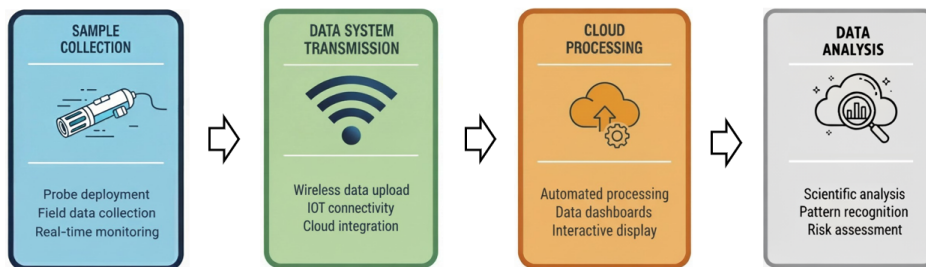 SAMPLE
COLLECTION
Probe deployment
Field data collection
Real-time monitoring
DATA SYSTEM
TRANSMISSION
Wireless data upload
IOT connectivity
Cloud integration
CLOUD
PROCESSING
Automated processing
Data dashboards
Interactive display
DATA
ANALYSIS
Scientific analysis
Pattern recognition
Risk assessment